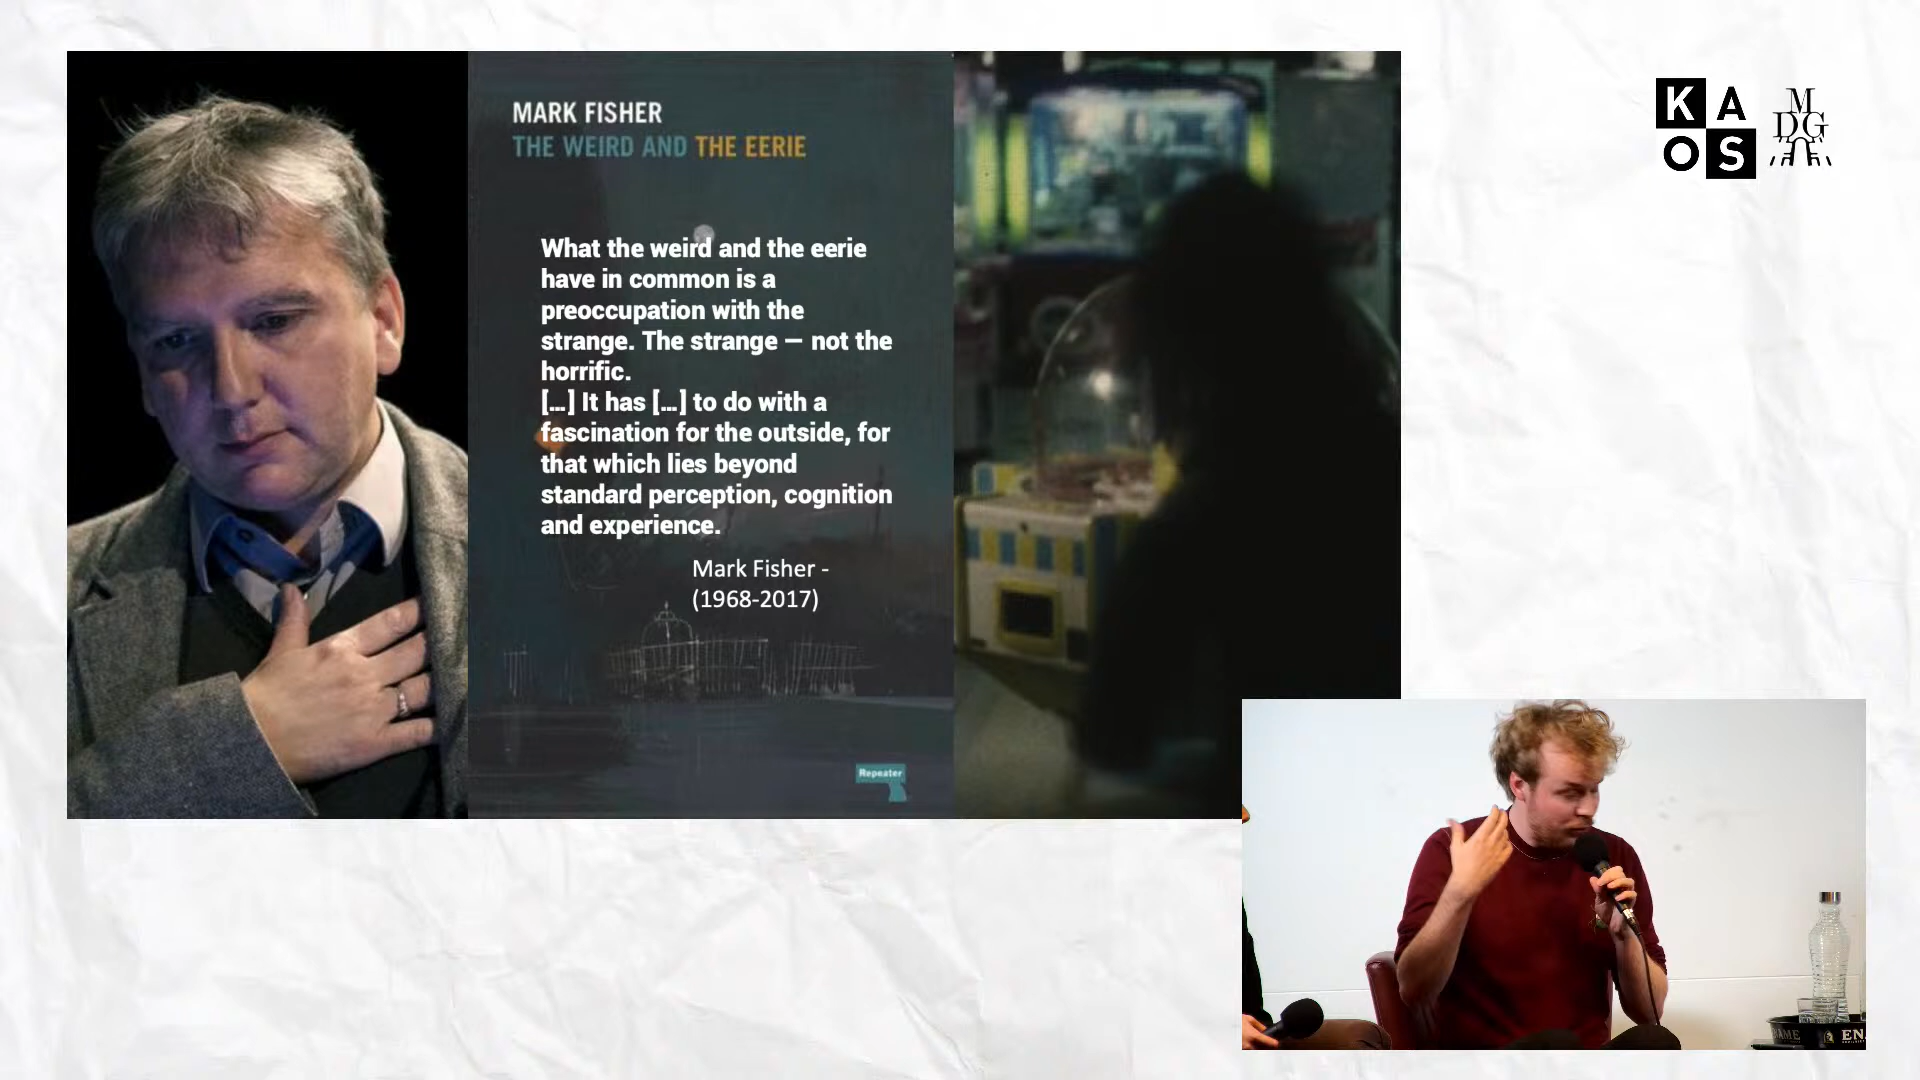 MARK FISHER
THE WEIRD AND THE EERIE
What the weird and the eerie
have in common is a
preoccupation with the
strange. The strange — not the
horrific.
[...] It has [...] to do with a
fascination for the outside, for
that which lies beyond
standard perception, cognition
and experience.
Mark Fisher -
(1968-2017)
Repeater
K A
O S
M
DG